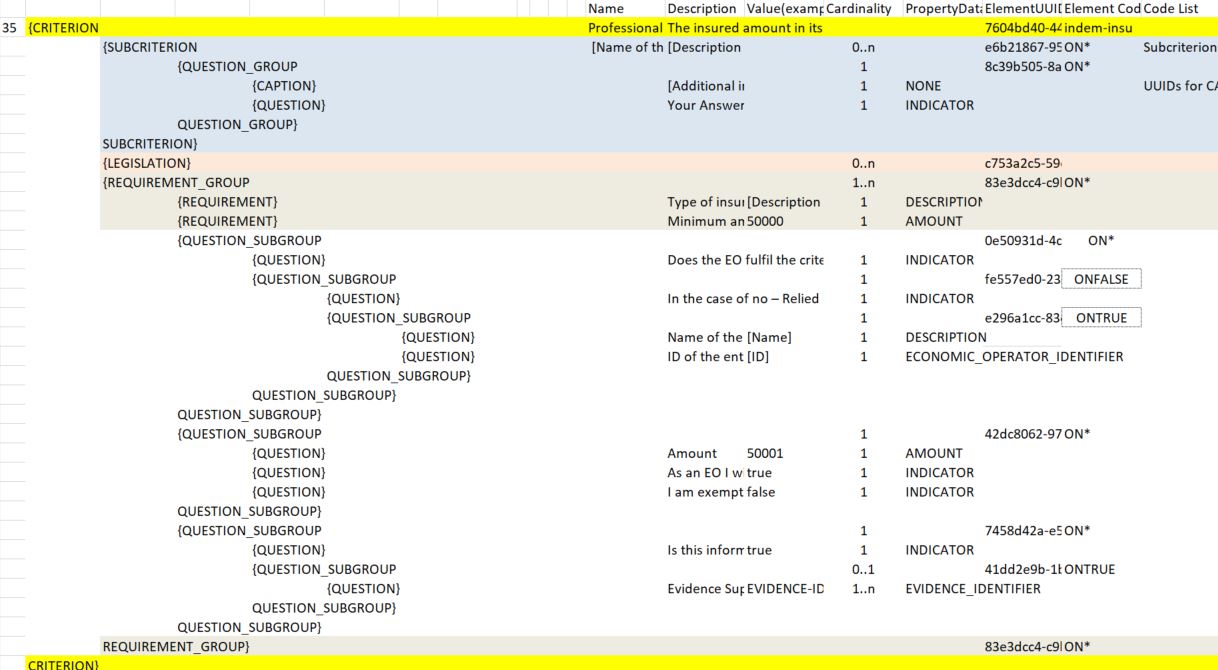 Name Description Value(examp Cardinality PropertyData ElementUUID Element Cod Code List
35 {CRITERION Professional The insured amount in its 7604bd40-44 indem-insu
{SUBCRITERION [Name of th [Description 0..n e6b21867-95 ON* Subcriterion
{QUESTION_GROUP 1 8c39b505-8a ON*
{CAPTION} [Additional in 1 NONE UUIDs for CA
{QUESTION} Your Answer 1 INDICATOR
QUESTION_GROUP}
SUBCRITERION}
{LEGISLATION} 0..n c753a2c5-59
{REQUIREMENT_GROUP 1..n 83e3dcc4-c9 ON*
{REQUIREMENT} Type of insu [Description 1 DESCRIPTION
{REQUIREMENT} Minimum an 50000 1 AMOUNT
{QUESTION_SUBGROUP 0e50931d-4c ON*
{QUESTION} Does the EO fulfil the crite 1 INDICATOR
{QUESTION_SUBGROUP 1 fe557ed0-23 ONFALSE
{QUESTION} In the case of no – Relied 1 INDICATOR
{QUESTION_SUBGROUP 1 e296a1cc-83 ONTRUE
{QUESTION} Name of the [Name] 1 DESCRIPTION
{QUESTION} ID of the ent [ID] 1 ECONOMIC_OPERATOR_IDENTIFIER
QUESTION_SUBGROUP}
QUESTION_SUBGROUP}
QUESTION_SUBGROUP}
{QUESTION_SUBGROUP 1 42dc8062-97 ON*
{QUESTION} Amount 50001 1 AMOUNT
{QUESTION} As an EO I w true 1 INDICATOR
{QUESTION} I am exempt false 1 INDICATOR
QUESTION_SUBGROUP}
{QUESTION_SUBGROUP 1 7458d42a-e5 ON*
{QUESTION} Is this inform true 1 INDICATOR
{QUESTION_SUBGROUP 0..1 41dd2e9b-1b ONTRUE
{QUESTION} Evidence Sup EVIDENCE-ID 1..n EVIDENCE_IDENTIFIER
QUESTION_SUBGROUP}
QUESTION_SUBGROUP}
REQUIREMENT_GROUP} 83e3dcc4-c9 ON*
CRITERION}